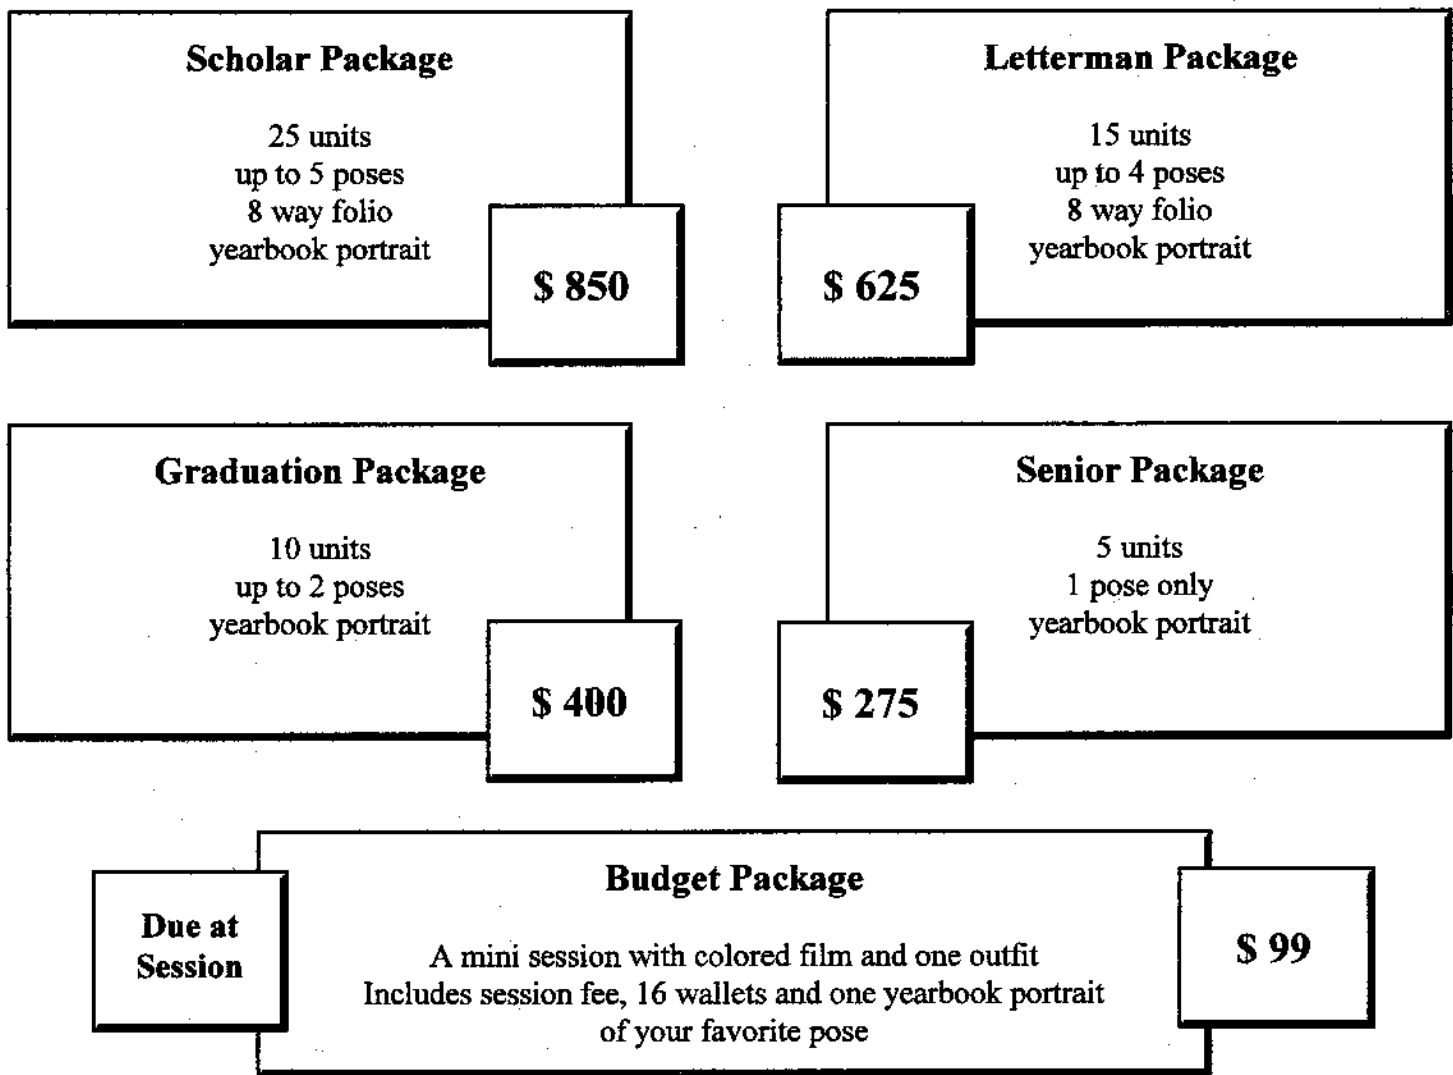 Scholar Package
25 units
up to 5 poses
8 way folio
yearbook portrait
$ 850
Letterman Package
15 units
up to 4 poses
8 way folio
yearbook portrait
$ 625
Graduation Package
10 units
up to 2 poses
yearbook portrait
$ 400
Senior Package
5 units
1 pose only
yearbook portrait
$ 275
Due at
Session
Budget Package
A mini session with colored film and one outfit
Includes session fee, 16 wallets and one yearbook portrait
of your favorite pose
$ 99